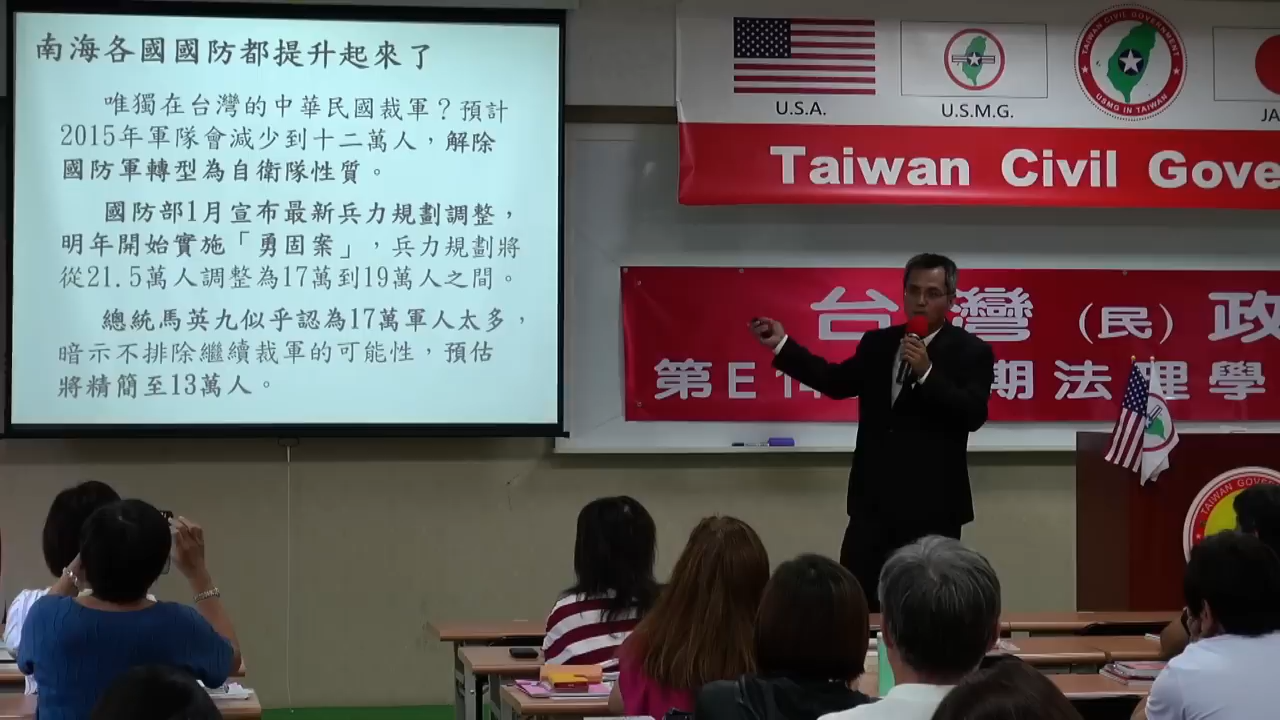 南海各國國防都提升起來了
唯獨在台灣的中華民國裁軍？預計
2015年軍隊會減少到十二萬人，解除
國防軍轉型為自衛隊性質。
國防部1月宣布最新兵力規劃調整，
明年開始實施「勇固案」，兵力規劃將
從21.5萬人調整為17萬到19萬人之間。
總統馬英九似乎認為17萬軍人太多，
暗示不排除繼續裁軍的可能性，預估
將精簡至13萬人。
U.S.A.
U.S.M.G.
TAIWAN CIVIL GOVERNMENT
USMG IN TAIWAN
JA
Taiwan Civil Gove
台灣（民）政
第E
期法理學
TAIWAN GOVER